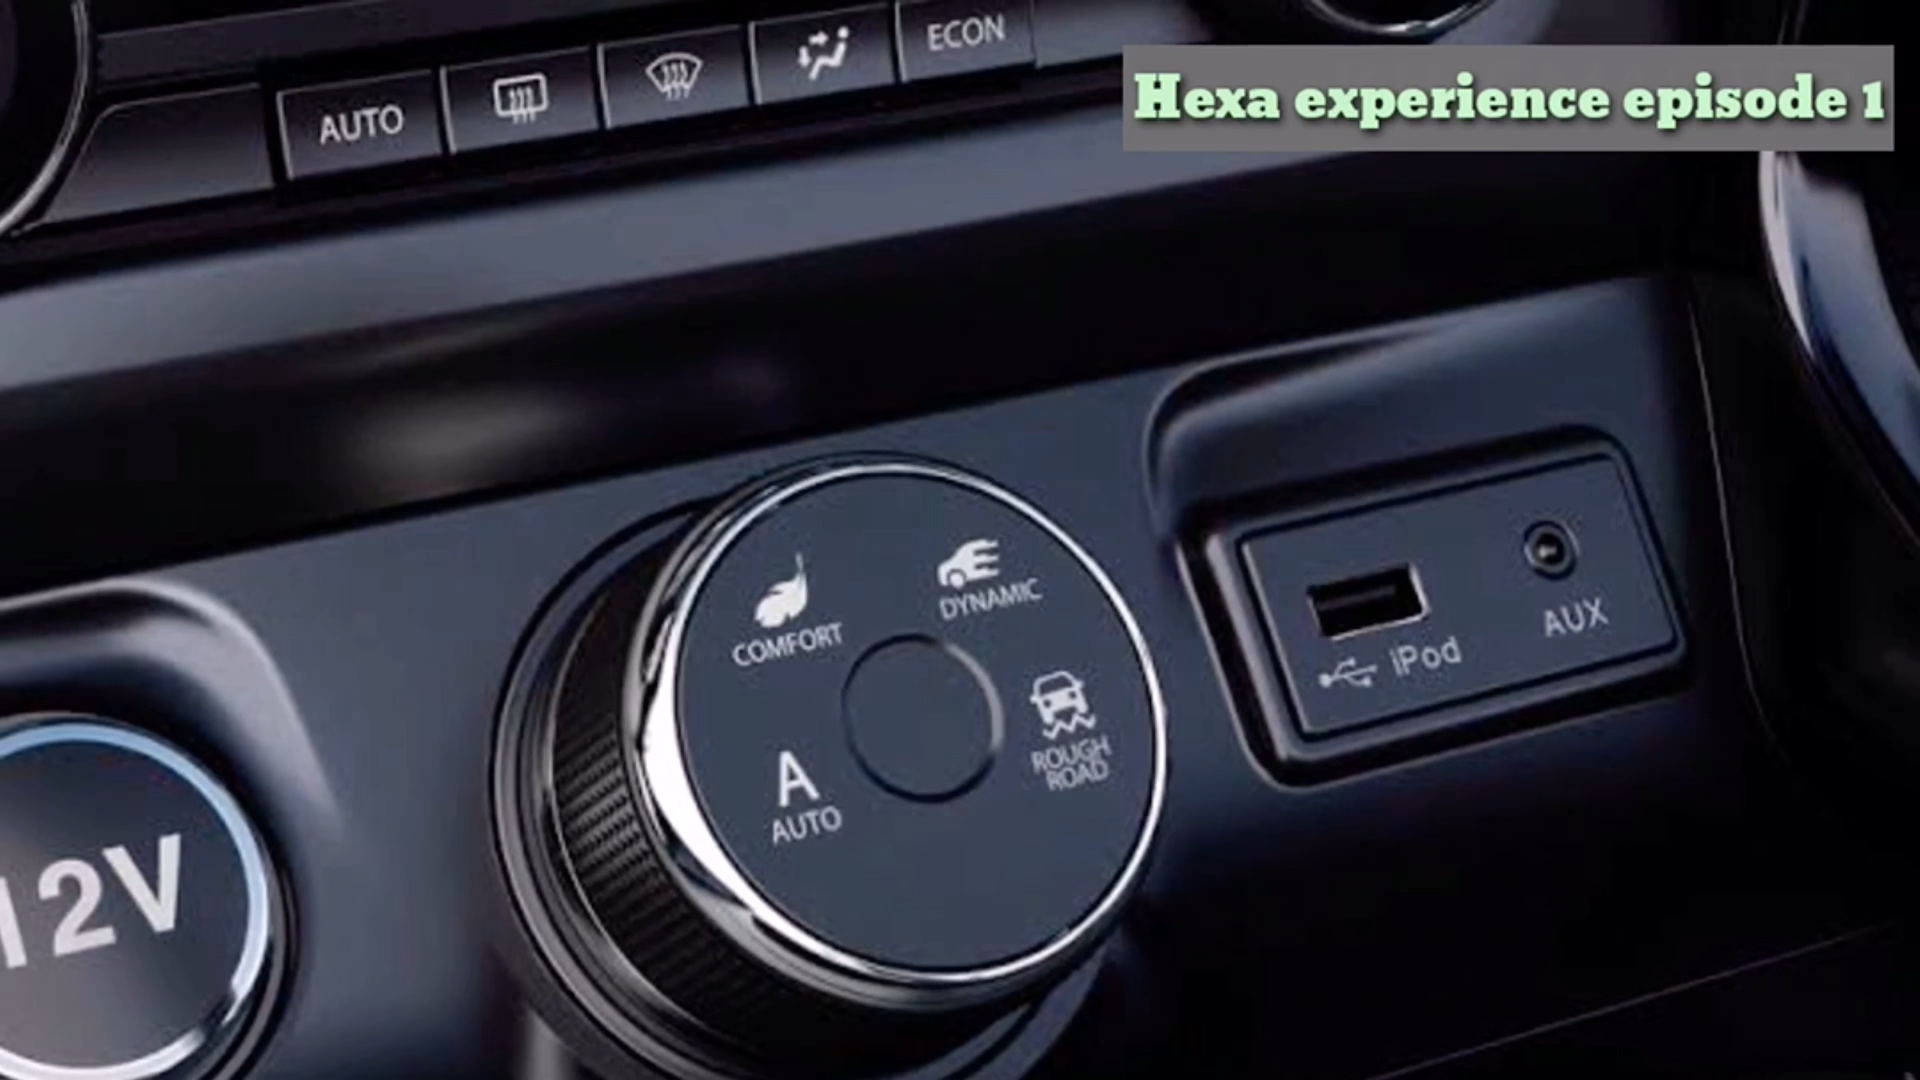 AUTO
ECON
Hexa experience episode 1
COMFORT
DYNAMIC
ROUGH
ROAD
A
AUTO
iPod
AUX
12V